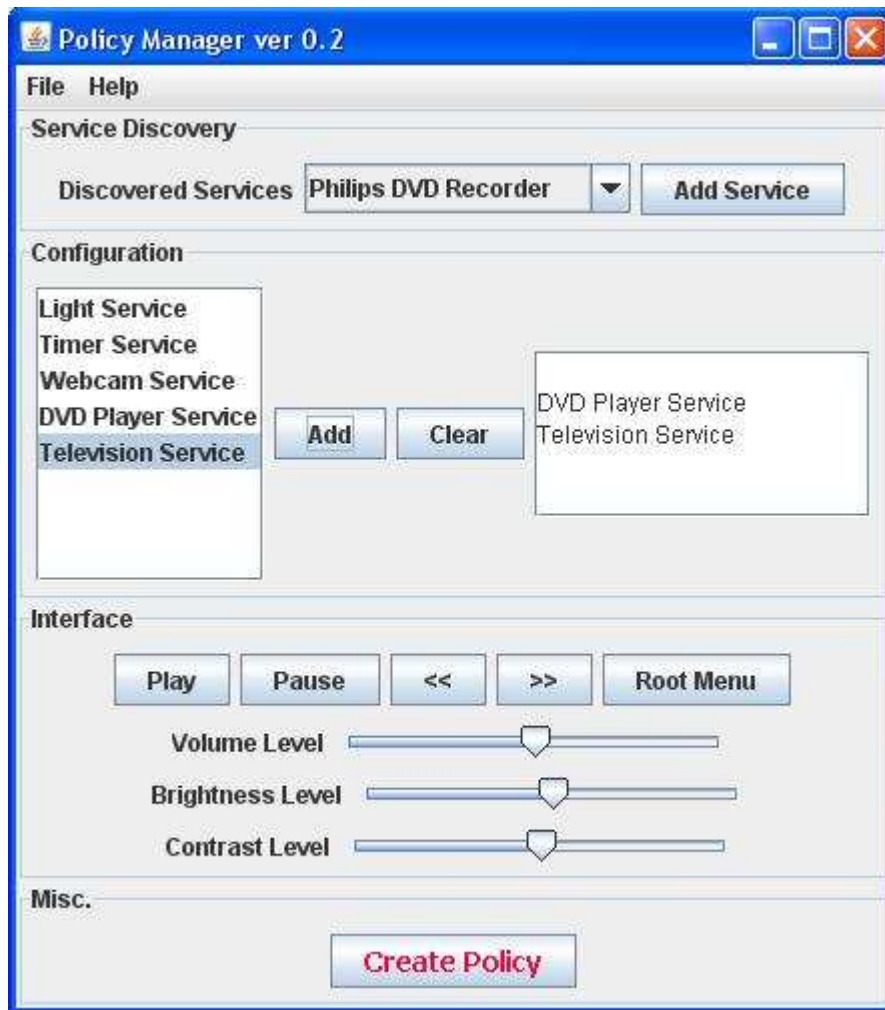 Policy Manager ver 0.2
File Help
Service Discovery
Discovered Services Philips DVD Recorder Add Service
Configuration
Light Service
Timer Service
Webcam Service
DVD Player Service
Television Service
Add Clear
DVD Player Service
Television Service
Interface
Play Pause << >> Root Menu
Volume Level
Brightness Level
Contrast Level
Misc.
Create Policy